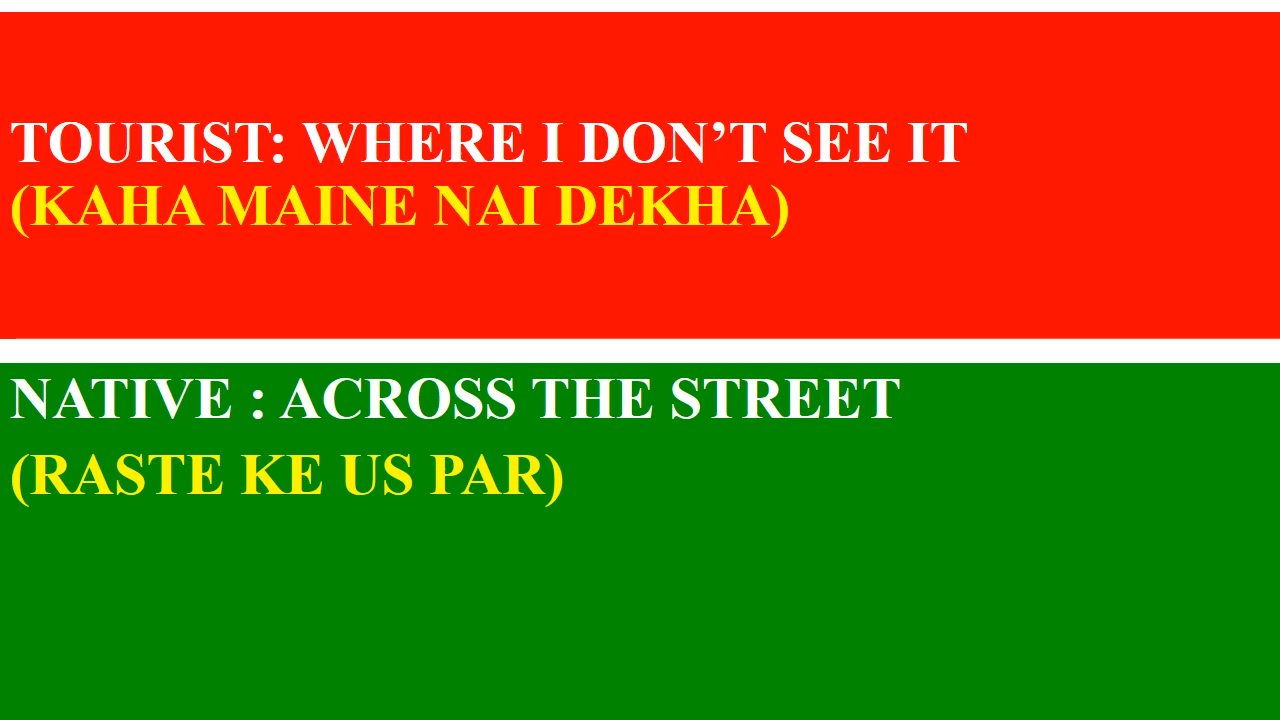 TOURIST: WHERE I DON’T SEE IT
(KAHA MAINE NAI DEKHA)
NATIVE : ACROSS THE STREET
(RASTE KE US PAR)